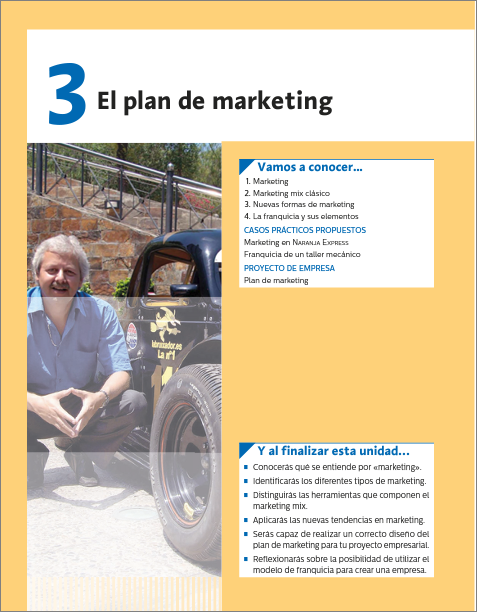 3 El plan de marketing
Vamos a conocer...
1. Marketing
2. Marketing mix clásico
3. Nuevas formas de marketing
4. La franquicia y sus elementos
CASOS PRÁCTICOS PROPUESTOS
Marketing en NARANJA EXPRESS
Franquicia de un taller mecánico
PROYECTO DE EMPRESA
Plan de marketing
labrazador.es
La nº1
Y al finalizar esta unidad...
Conocerás qué se entiende por «marketing».
Identificarás los diferentes tipos de marketing.
Distinguirás las herramientas que componen el
marketing mix.
Aplicarás las nuevas tendencias en marketing.
Serás capaz de realizar un correcto diseño del
plan de marketing para tu proyecto empresarial.
Reflexionarás sobre la posibilidad de utilizar el
modelo de franquicia para crear una empresa.